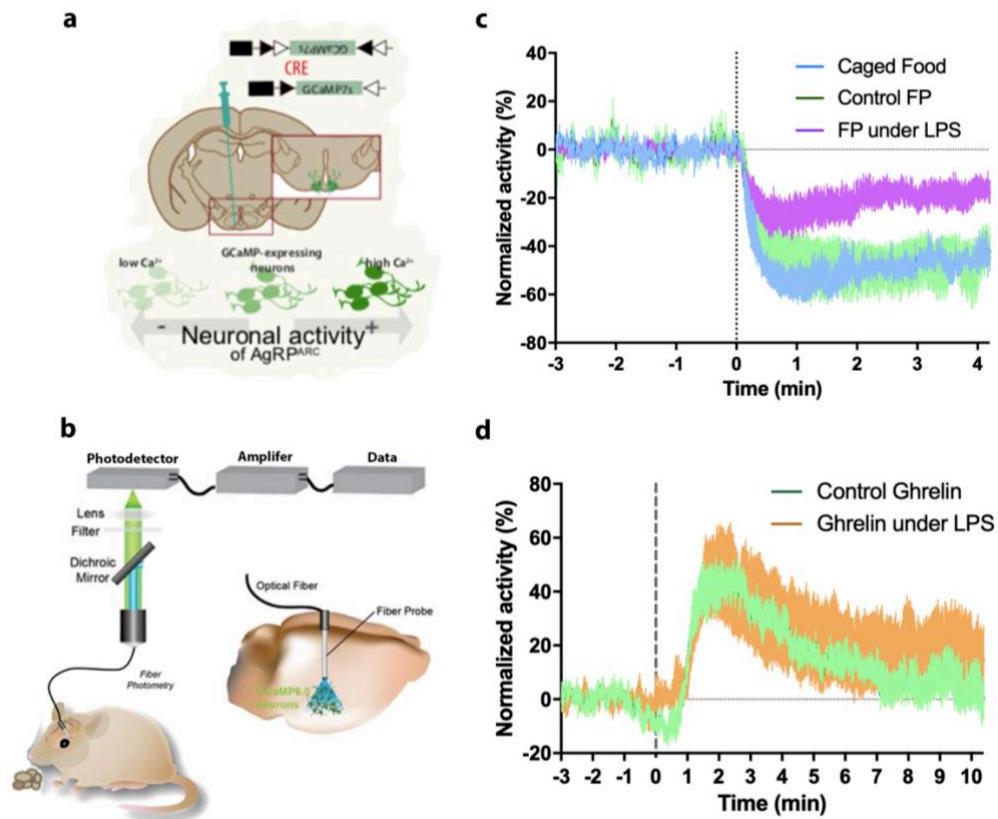 a
GCaMP7s
CRE
GCaMP7s
low Ca²⁺
GCaMP-expressing
neurons
high Ca²⁺
- Neuronal activity +
of AgRPᴬᴿᶜ
b
Photodetector
Amplifer
Data
Lens
Filter
Dichroic
Mirror
Fiber
Photometry
Optical Fiber
Fiber Probe
GCaMP6.0
neurons
c
Normalized activity (%)
40
20
0
-20
-40
-60
-80
Caged Food
Control FP
FP under LPS
-3 -2 -1 0 1 2 3 4
Time (min)
d
Normalized activity (%)
80
60
40
20
0
-20
Control Ghrelin
Ghrelin under LPS
-3 -2 -1 0 1 2 3 4 5 6 7 8 9 10
Time (min)